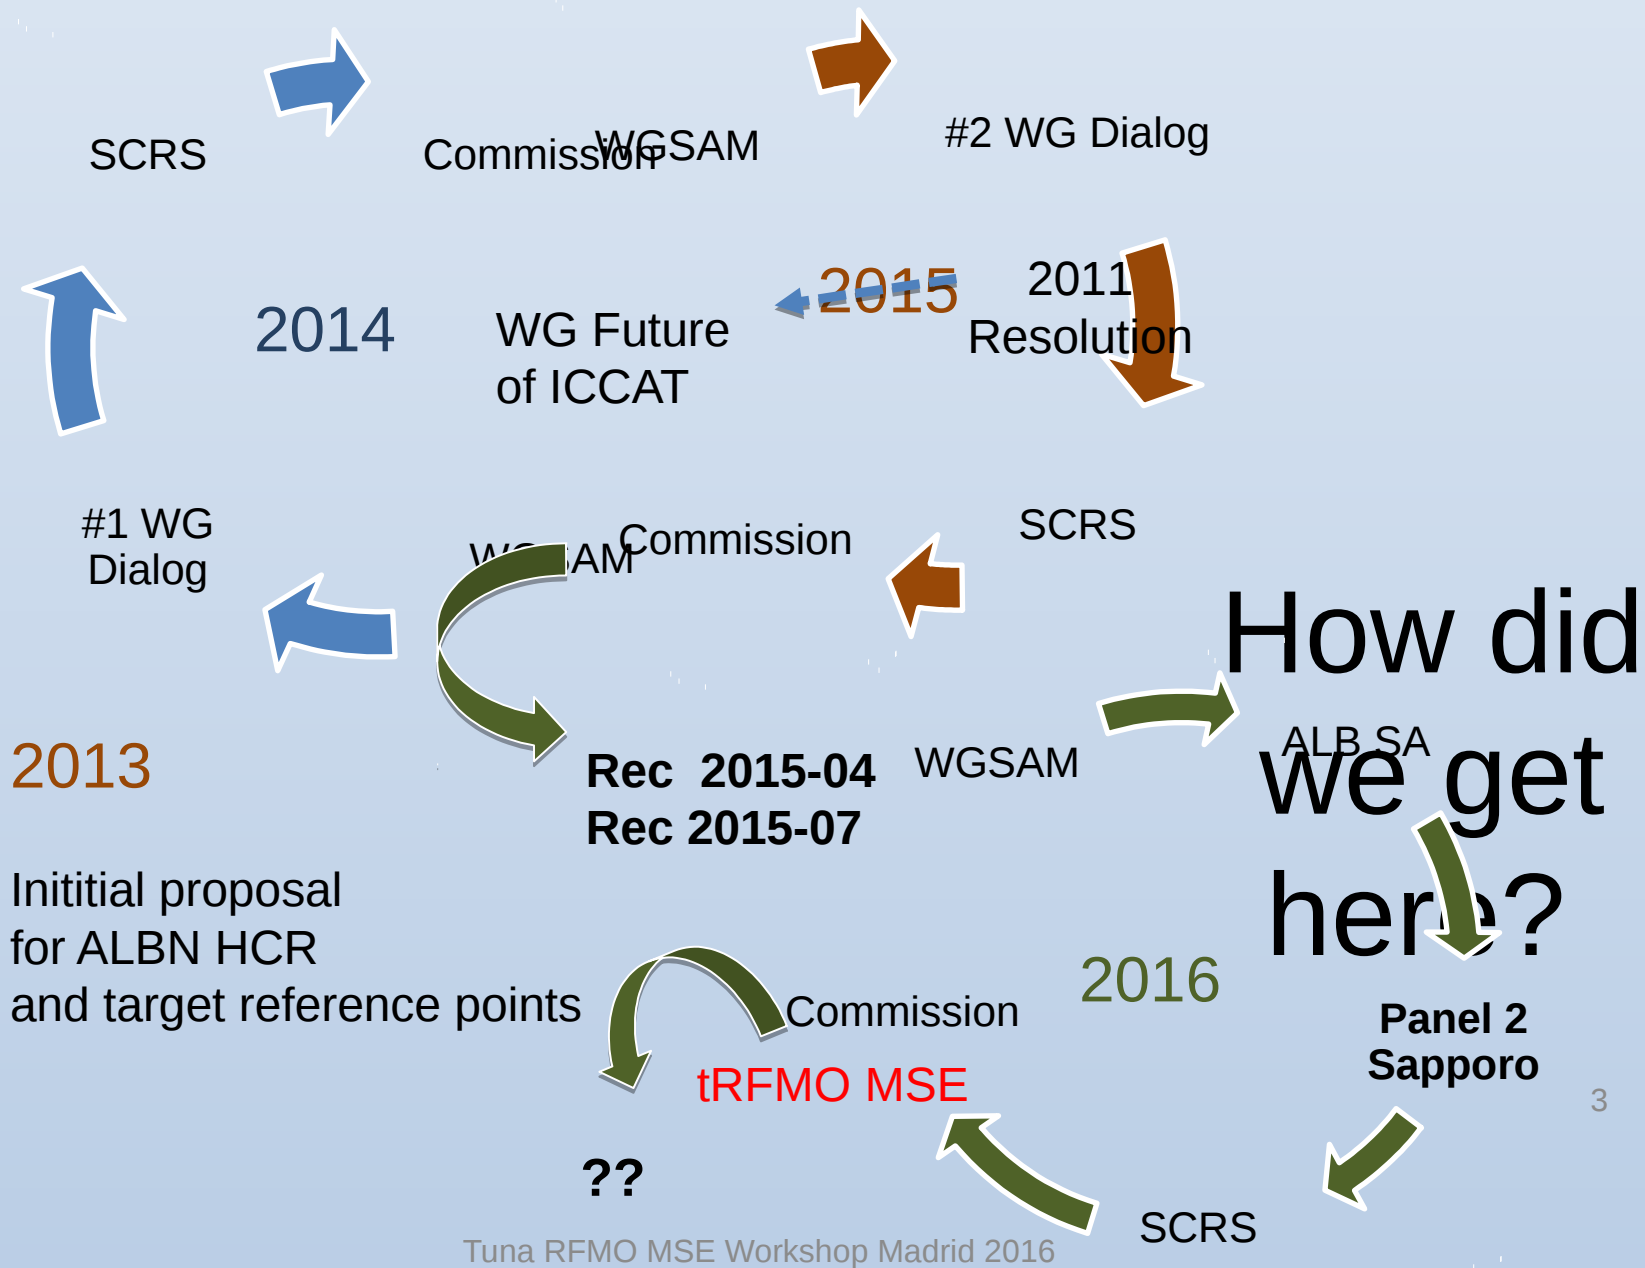 SCRS
Commission
WGSAM
#2 WG Dialog
2014
WG Future
of ICCAT
2015
2011
Resolution
#1 WG
Dialog
WGSAM
Commission
SCRS
How did
we get
here?
2013
Inititial proposal
for ALBN HCR
and target reference points
Rec  2015-04
Rec 2015-07
WGSAM
ALB SA
2016
Panel 2
Sapporo
Commission
tRFMO MSE
??
SCRS
3
Tuna RFMO MSE Workshop Madrid 2016